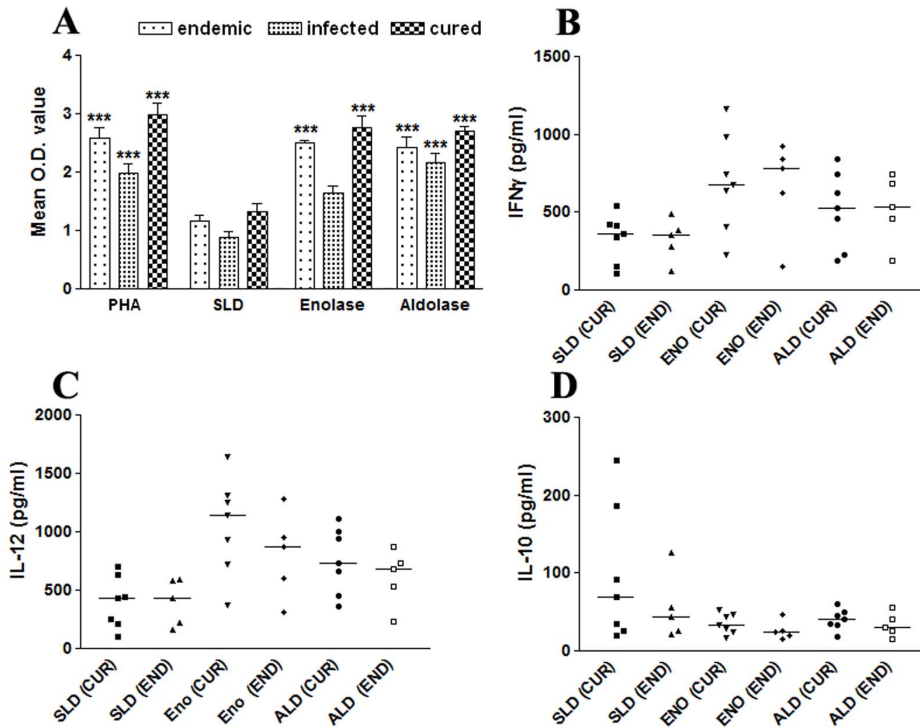 A
endemic infected cured
Mean O.D. value
4
3
2
1
0
*** *** ***
***
***
*** *** ***
PHA SLD Enolase Aldolase
B
IFNγ (pg/ml)
1500
1000
500
0
SLD (CUR) SLD (END) ENO (CUR) ENO (END) ALD (CUR) ALD (END)
C
IL-12 (pg/ml)
2000
1500
1000
500
0
SLD (CUR) SLD (END) Eno (CUR) Eno (END) ALD (CUR) ALD (END)
D
IL-10 (pg/ml)
300
200
100
0
SLD (CUR) SLD (END) ENO (CUR) ENO (END) ALD (CUR) ALD (END)